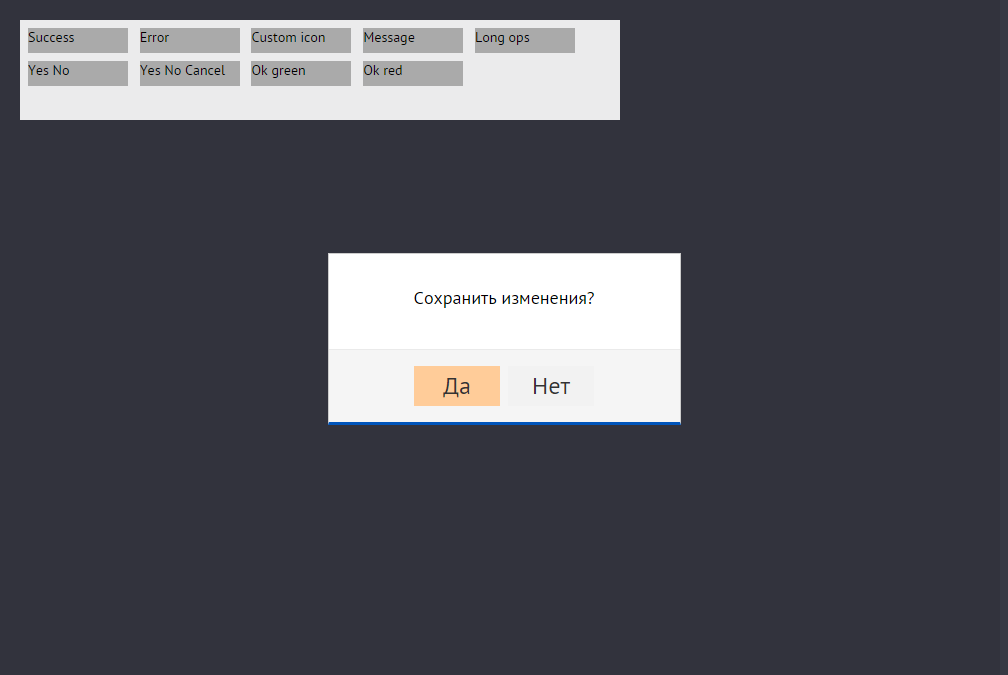 Success Error Custom icon Message Long ops
Yes No Yes No Cancel Ok green Ok red
Сохранить изменения?
Да Нет